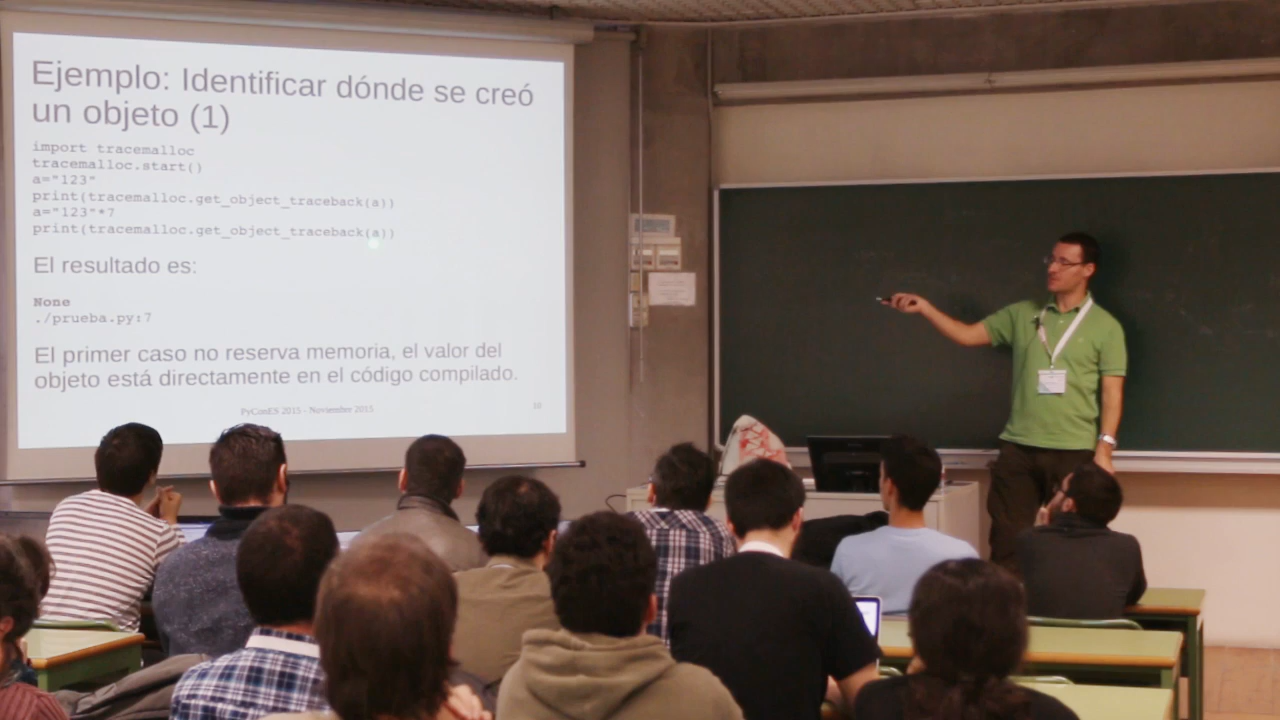 Ejemplo: Identificar dónde se creó
un objeto (1)
import tracemalloc
tracemalloc.start()
a="123"
print(tracemalloc.get_object_traceback(a))
a="123"*7
print(tracemalloc.get_object_traceback(a))
El resultado es:
None
./prueba.py:7
El primer caso no reserva memoria, el valor del
objeto está directamente en el código compilado.
PyConES 2015 - Noviembre 2015
10